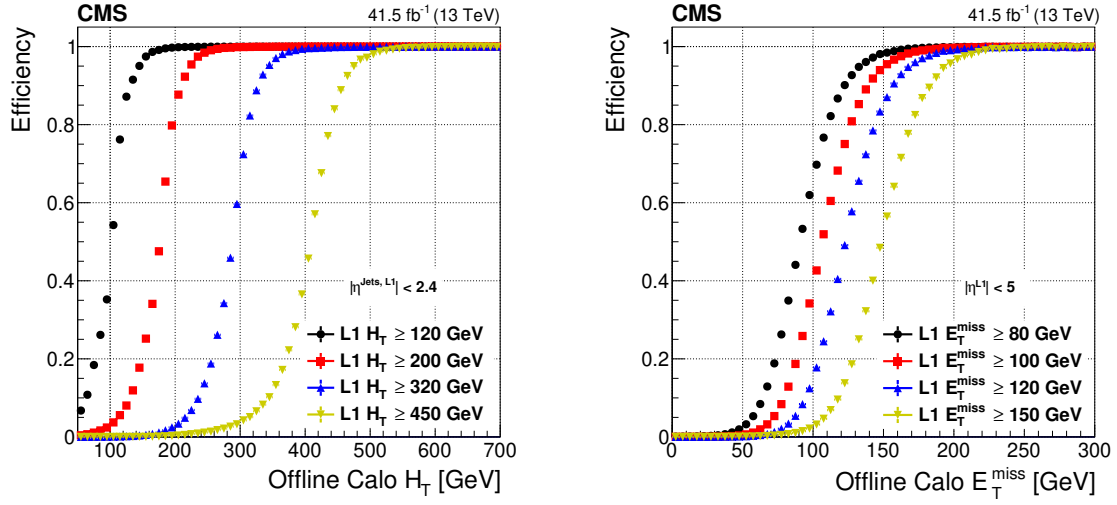 CMS
41.5 fb⁻¹ (13 TeV)
Efficiency
1
0.8
0.6
0.4
0.2
0
|η^Jets, L1| < 2.4
L1 H_T ≥ 120 GeV
L1 H_T ≥ 200 GeV
L1 H_T ≥ 320 GeV
L1 H_T ≥ 450 GeV
100 200 300 400 500 600 700
Offline Calo H_T [GeV]
CMS
41.5 fb⁻¹ (13 TeV)
Efficiency
1
0.8
0.6
0.4
0.2
0
|η^L1| < 5
L1 E_T^miss ≥ 80 GeV
L1 E_T^miss ≥ 100 GeV
L1 E_T^miss ≥ 120 GeV
L1 E_T^miss ≥ 150 GeV
0 50 100 150 200 250 300
Offline Calo E_T^miss [GeV]